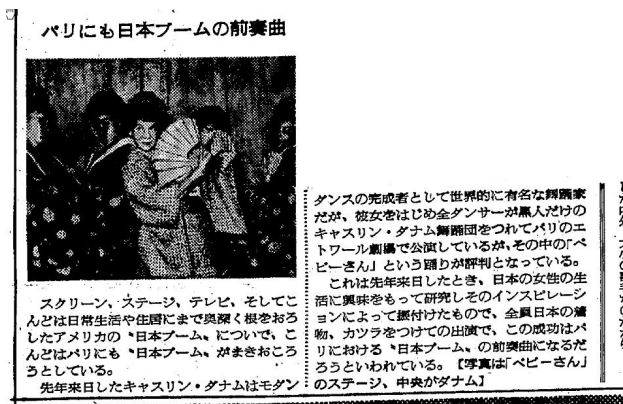 パリにも日本ブームの前奏曲
スクリーン、ステージ、テレビ、そしてこ
んどは日常生活や住居にまで奥深く根をおろ
したアメリカの〝日本ブーム〟についで、こ
んどはパリにも〝日本ブーム〟がまきおころ
うとしている。
先年来日したキャスリン・ダナムはモダン
ダンスの完成者として世界的に有名な舞踊家
だが、彼女をはじめ全ダンサーが黒人だけの
キャスリン・ダナム舞踊団をつれてパリのエ
トワール劇場で公演しているが、その中の「ベ
ビーさん」という踊りが評判となっている。
これは先年来日したとき、日本の女性の生
活に興味をもって研究しそのインスピレーシ
ョンによって振付けたもので、全員日本の着
物、カツラをつけての出演で、この成功はパ
リにおける〝日本ブーム〟の前奏曲になるだ
ろうといわれている。【写真は「ベビーさん」
のステージ、中央がダナム】